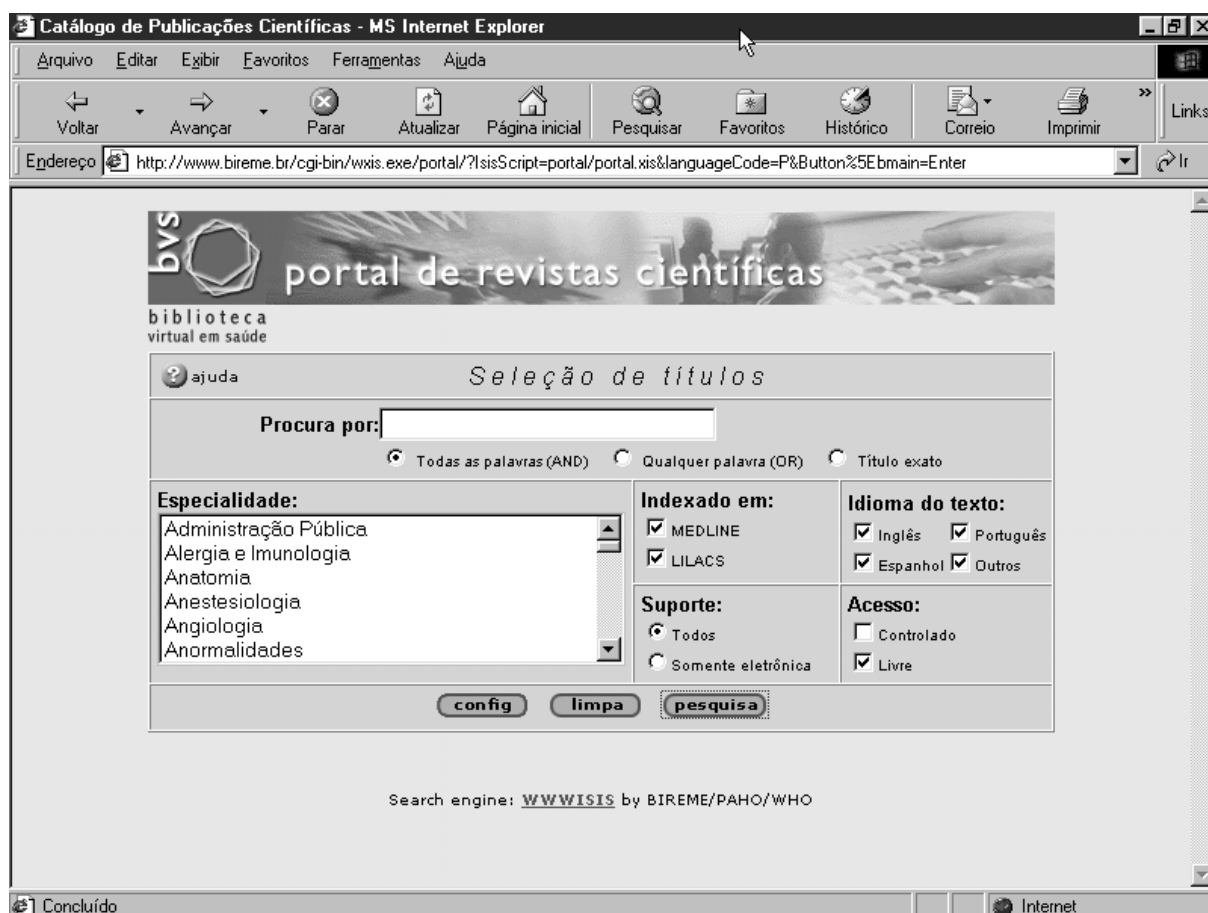 Catálogo de Publicações Científicas - MS Internet Explorer
Arquivo Editar Exibir Favoritos Ferramentas Ajuda
Voltar Avançar Parar Atualizar Página inicial Pesquisar Favoritos Histórico Correio Imprimir » Links
Endereço http://www.bireme.br/cgi-bin/wxis.exe/portal/?IsisScript=portal/portal.xis&languageCode=P&Button%5Ebmain=Enter Ir
bvs
portal de revistas científicas
biblioteca
virtual em saúde
ajuda Seleção de títulos
Procura por:
Todas as palavras (AND) Qualquer palavra (OR) Título exato
Especialidade:
Administração Pública
Alergia e Imunologia
Anatomia
Anestesiologia
Angiologia
Anormalidades
Indexado em:
MEDLINE
LILACS
Idioma do texto:
Inglês Português
Espanhol Outros
Suporte:
Todos
Somente eletrônica
Acesso:
Controlado
Livre
config limpa pesquisa
Search engine: WWWISIS by BIREME/PAHO/WHO
Concluído Internet